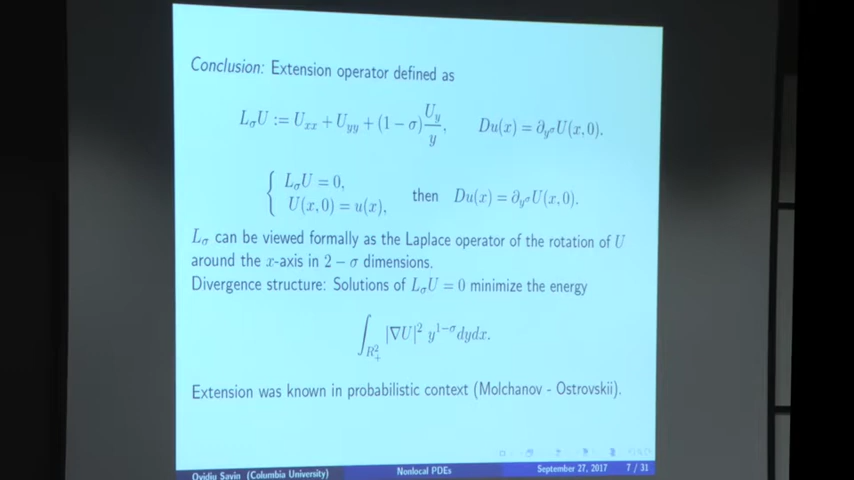 Conclusion: Extension operator defined as
L_σU := U_xx + U_yy + (1 − σ) U_y/y, Du(x) = ∂_{y^σ}U(x, 0).
{ L_σU = 0,
U(x, 0) = u(x), then Du(x) = ∂_{y^σ}U(x, 0).
L_σ can be viewed formally as the Laplace operator of the rotation of U
around the x-axis in 2 − σ dimensions.
Divergence structure: Solutions of L_σU = 0 minimize the energy
∫_{R^2_+} |∇U|^2 y^{1−σ} dydx.
Extension was known in probabilistic context (Molchanov - Ostrovskii).
Ovidiu Savin (Columbia University) Nonlocal PDEs September 27, 2017 7 / 31